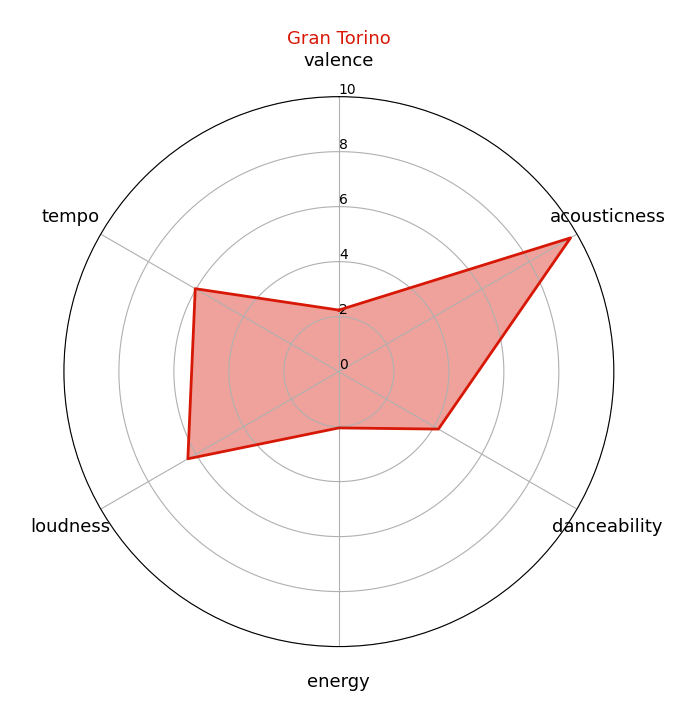 Gran Torino
valence
10
8
6
4
2
0
tempo
acousticness
loudness
danceability
energy